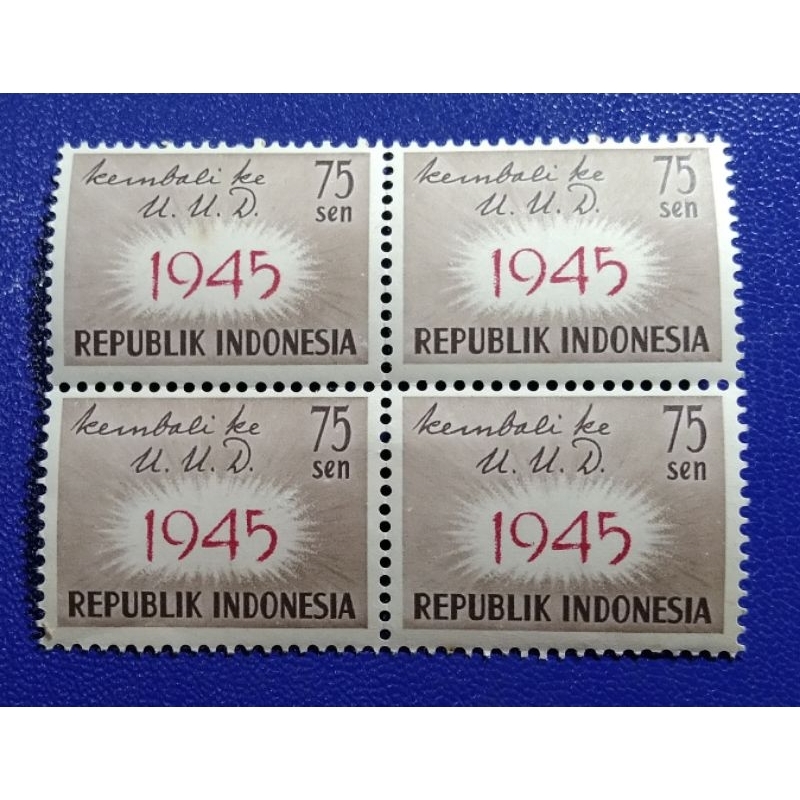 kembali ke 75
U. U. D. sen
1945
REPUBLIK INDONESIA
kembali ke 75
U. U. D. sen
1945
REPUBLIK INDONESIA
kembali ke 75
U. U. D. sen
1945
REPUBLIK INDONESIA
kembali ke 75
U. U. D. sen
1945
REPUBLIK INDONESIA